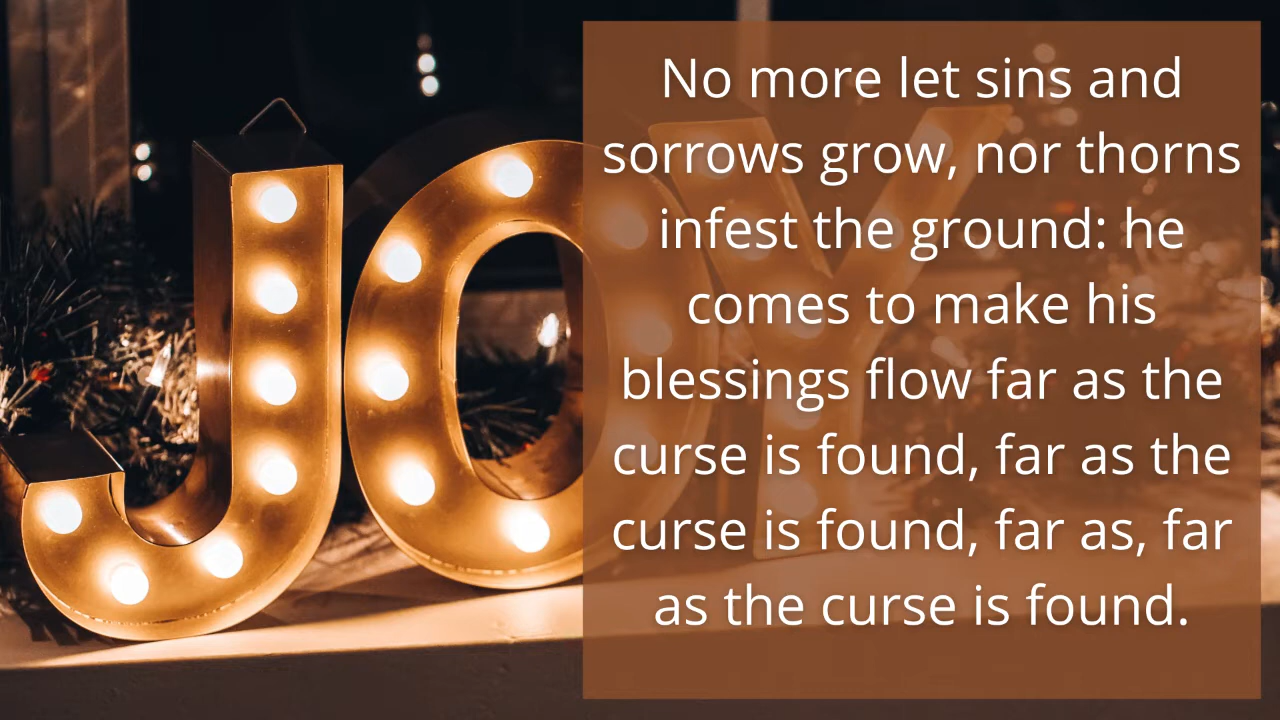 JOY
No more let sins and
sorrows grow, nor thorns
infest the ground: he
comes to make his
blessings flow far as the
curse is found, far as the
curse is found, far as, far
as the curse is found.